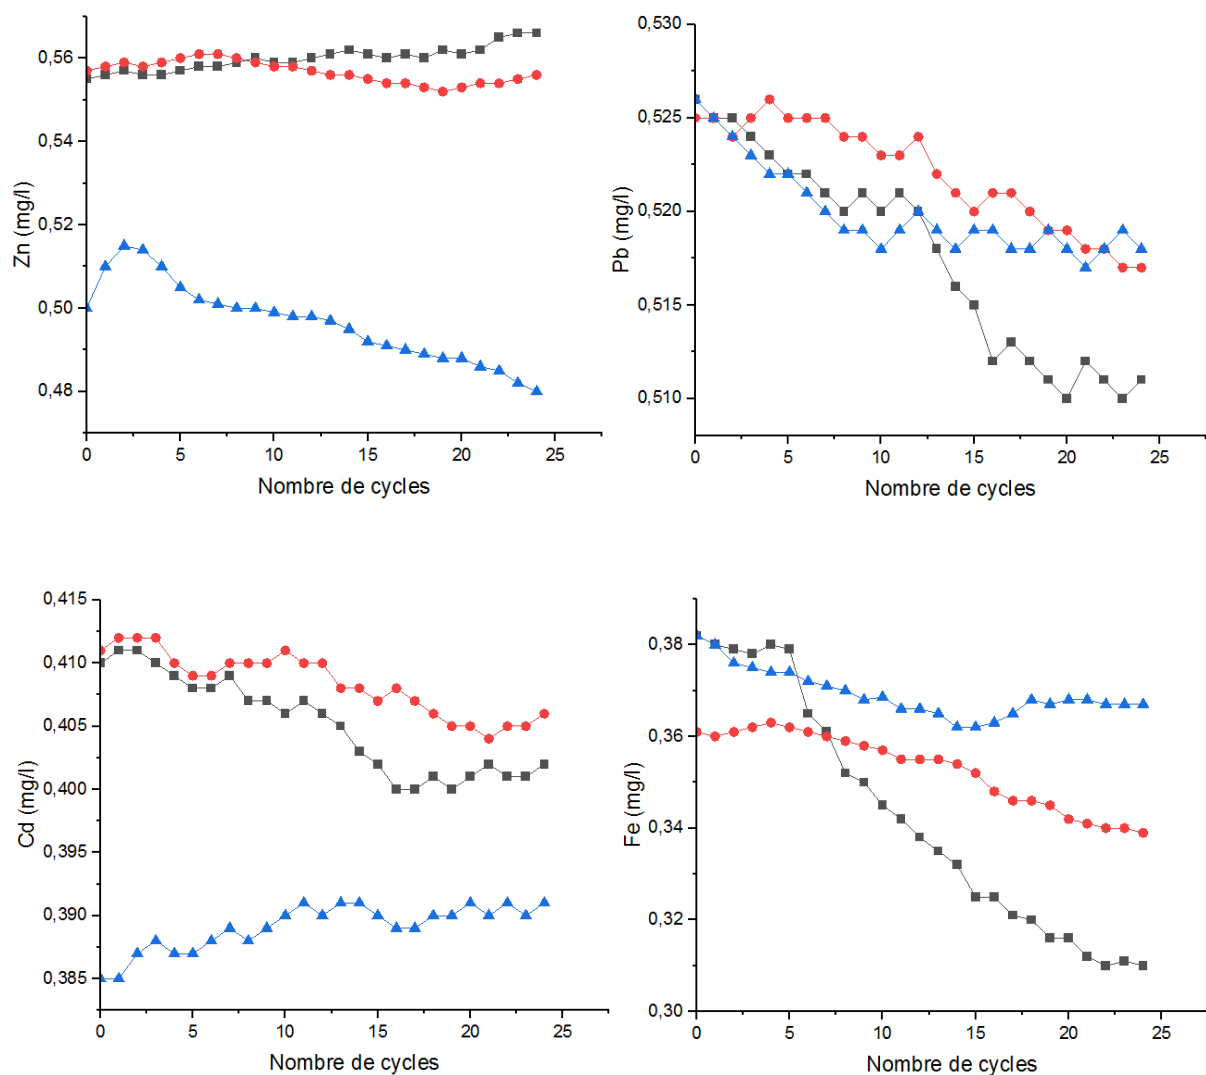 0,56
0,54
0,52
0,50
0,48
Zn (mg/l)
0 5 10 15 20 25
Nombre de cycles
0,530
0,525
0,520
0,515
0,510
Pb (mg/l)
0 5 10 15 20 25
Nombre de cycles
0,415
0,410
0,405
0,400
0,395
0,390
0,385
Cd (mg/l)
0 5 10 15 20 25
Nombre de cycles
0,38
0,36
0,34
0,32
0,30
Fe (mg/l)
0 5 10 15 20 25
Nombre de cycles